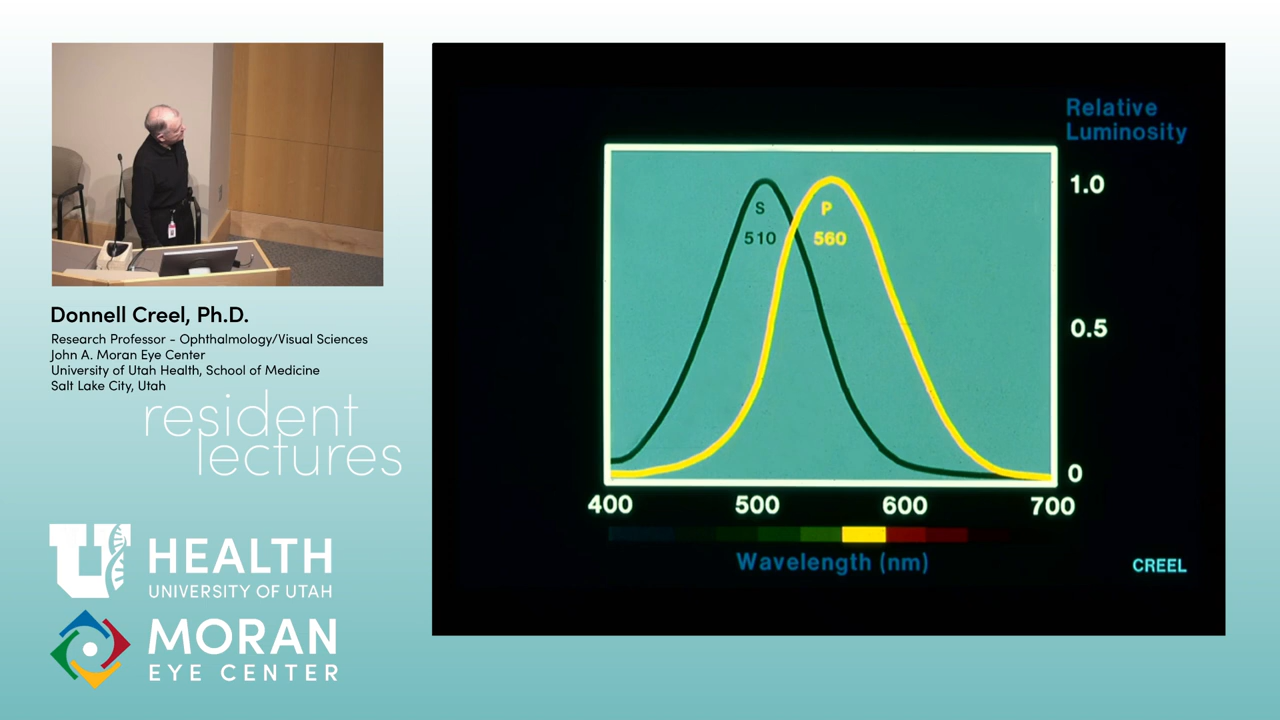 Donnell Creel, Ph.D.
Research Professor - Ophthalmology/Visual Sciences
John A. Moran Eye Center
University of Utah Health, School of Medicine
Salt Lake City, Utah
resident
lectures
U HEALTH
UNIVERSITY OF UTAH
MORAN
EYE CENTER
Relative
Luminosity
1.0
S
P
510
560
0.5
0
400 500 600 700
Wavelength (nm)
CREEL